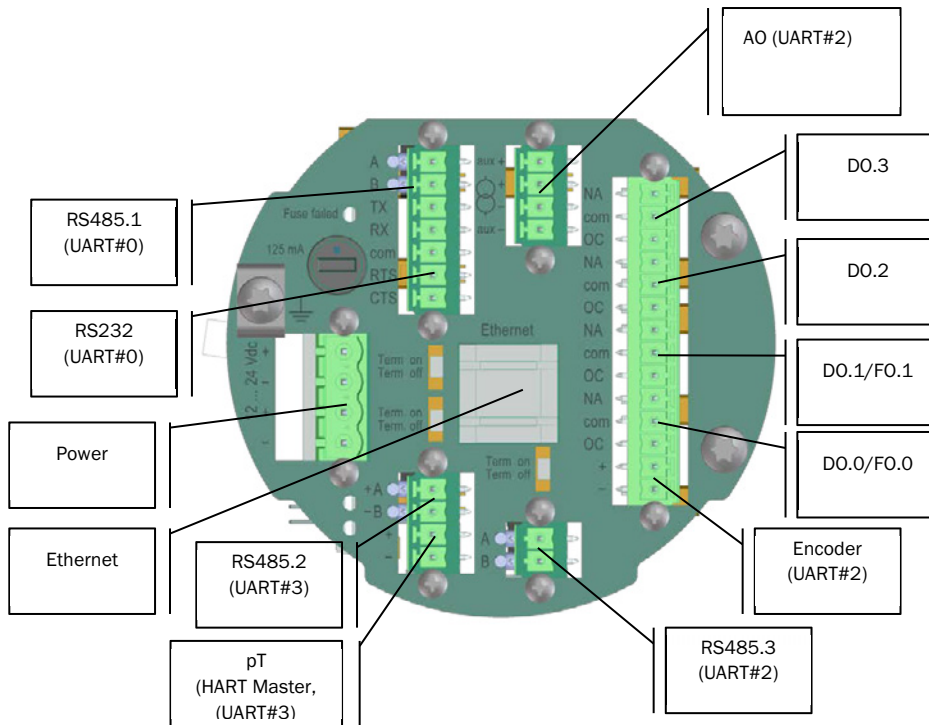 AO (UART#2)
DO.3
DO.2
DO.1/FO.1
DO.0/FO.0
Encoder
(UART#2)
RS485.3
(UART#2)
pT
(HART Master,
(UART#3)
RS485.2
(UART#3)
Ethernet
Power
RS232
(UART#0)
RS485.1
(UART#0)
A
B
TX
RX
com
RTS
CTS
aux +
+
-
aux -
NA
com
OC
NA
com
OC
NA
com
OC
NA
com
OC
+
-
Fuse failed
125 mA
Ethernet
Term on
Term off
Term. on
Term. off
Term on
Term off
2 ... 24 Vdc
+
-
+
-
+A
-B
+
-
A
B